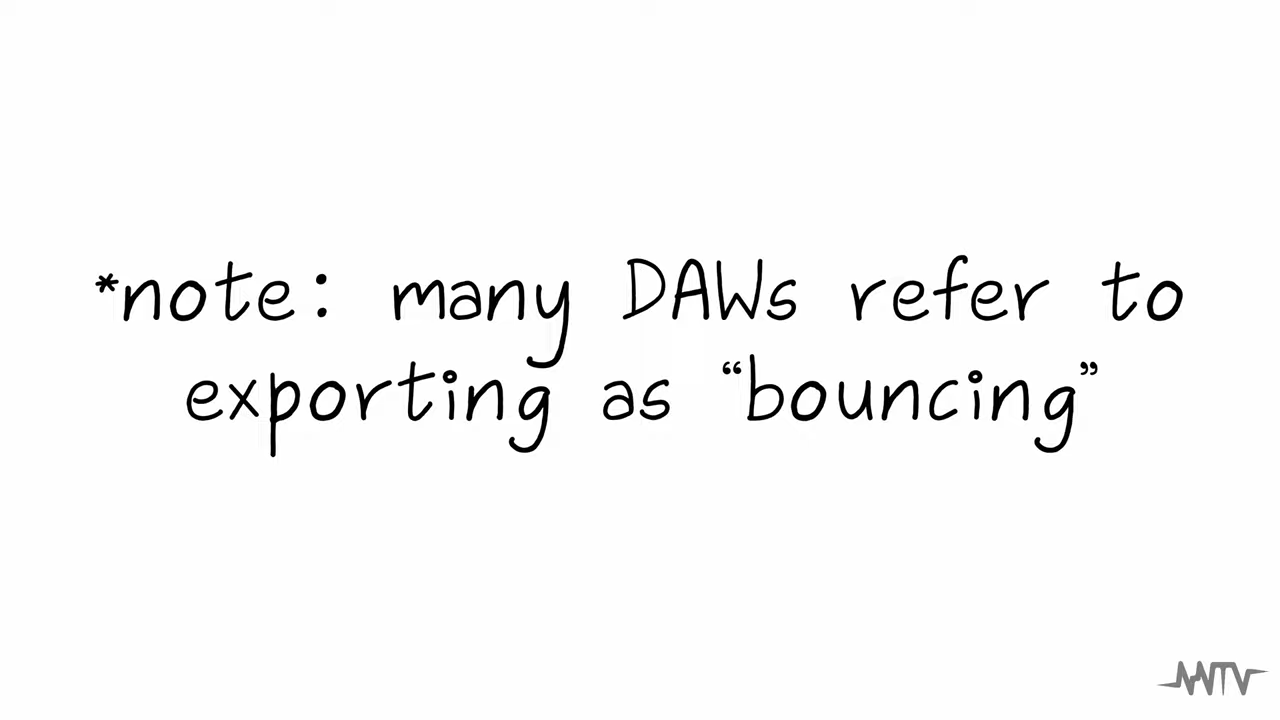 *note: many DAWs refer to
exporting as “bouncing”